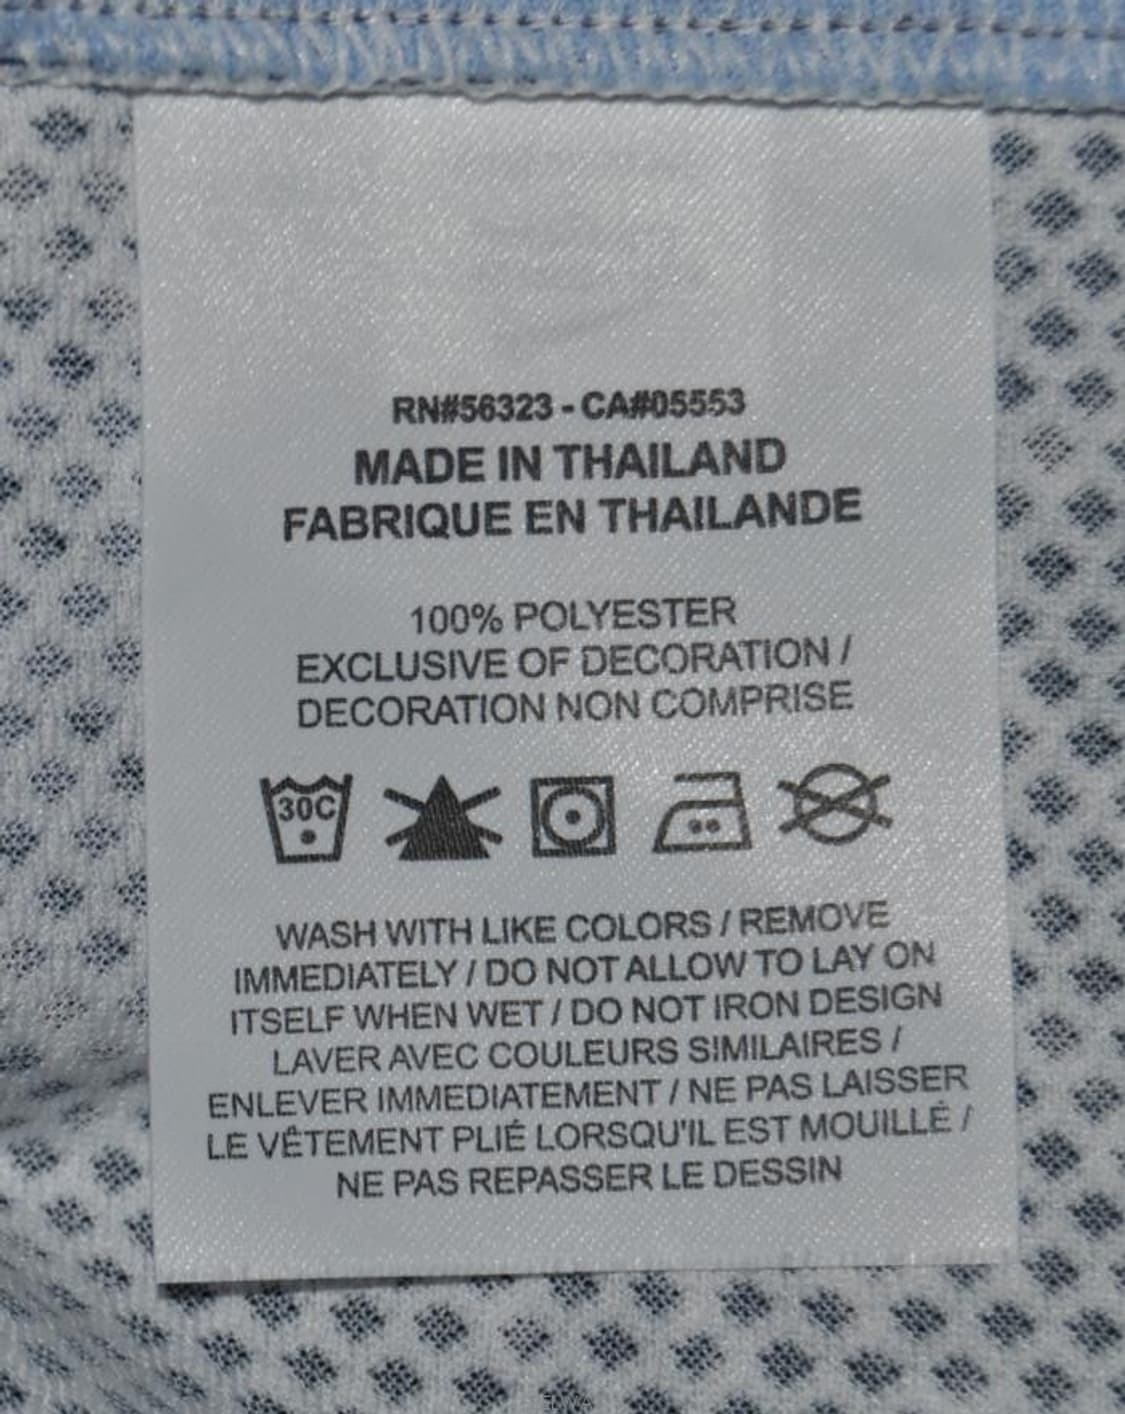 RN#56323 - CA#05553
MADE IN THAILAND
FABRIQUE EN THAILANDE
100% POLYESTER
EXCLUSIVE OF DECORATION /
DECORATION NON COMPRISE
30C
WASH WITH LIKE COLORS / REMOVE
IMMEDIATELY / DO NOT ALLOW TO LAY ON
ITSELF WHEN WET / DO NOT IRON DESIGN
LAVER AVEC COULEURS SIMILAIRES /
ENLEVER IMMEDIATEMENT / NE PAS LAISSER
LE VÊTEMENT PLIÉ LORSQU'IL EST MOUILLÉ /
NE PAS REPASSER LE DESSIN